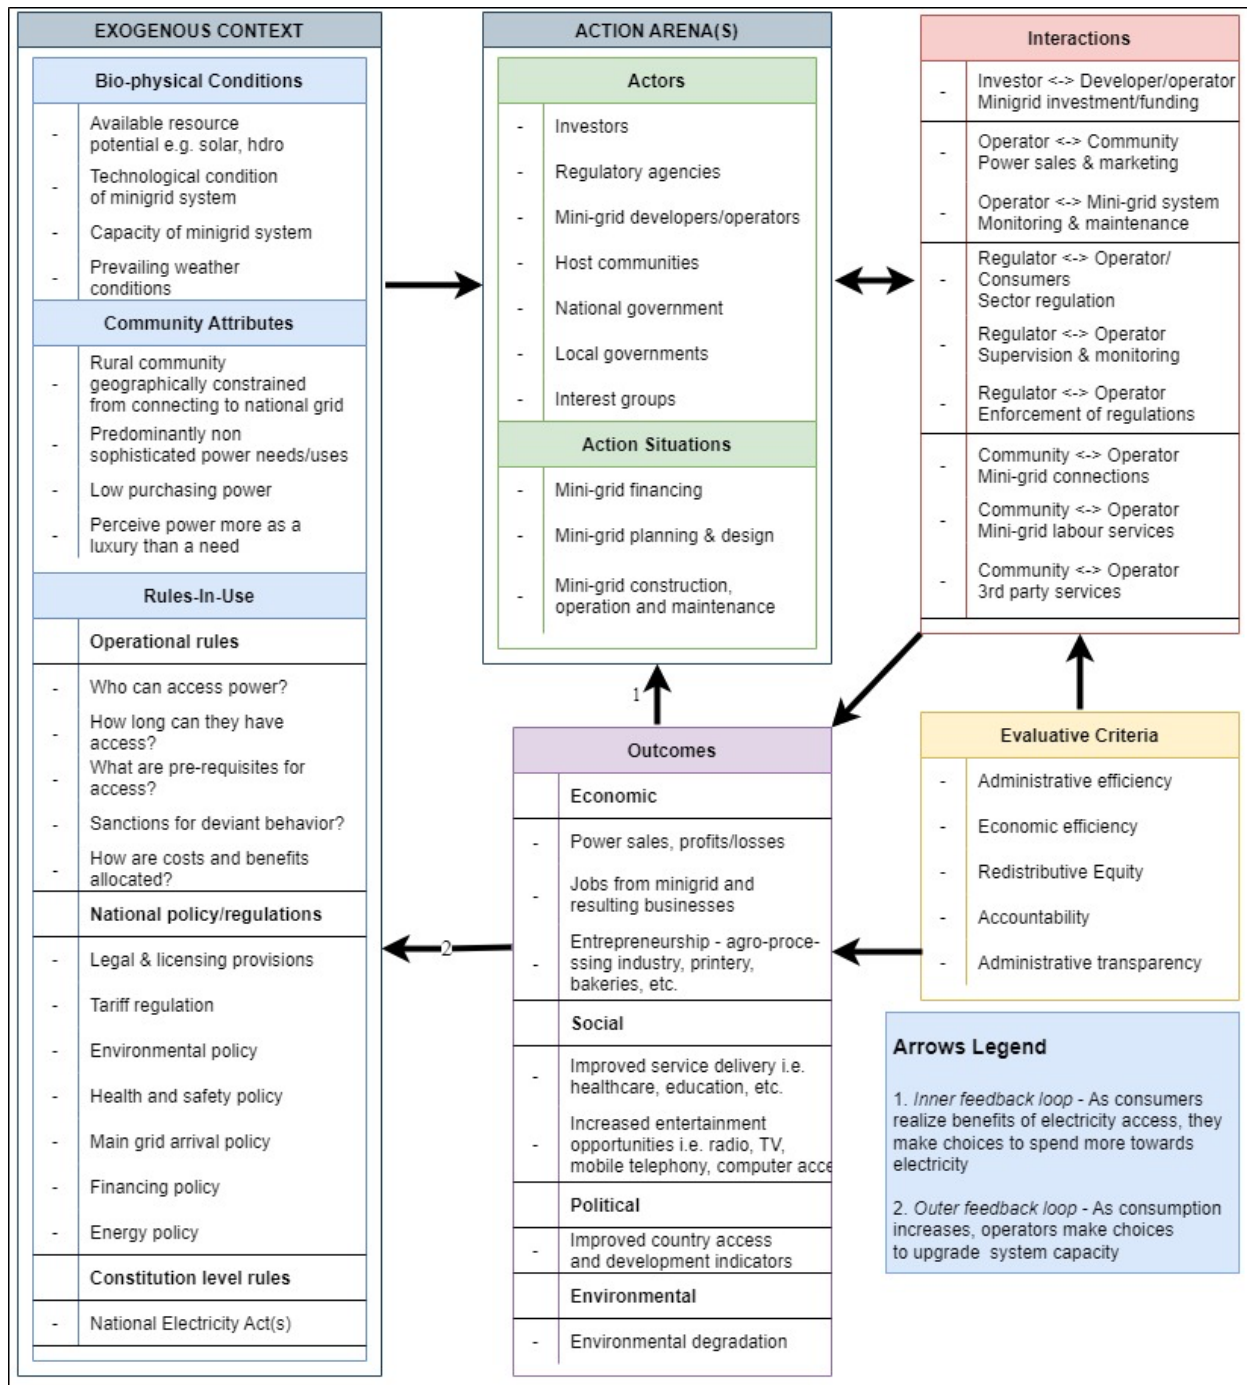 EXOGENOUS CONTEXT
Bio-physical Conditions
- Available resource
potential e.g. solar, hdro
- Technological condition
of minigrid system
- Capacity of minigrid system
- Prevailing weather
conditions
Community Attributes
- Rural community
geographically constrained
from connecting to national grid
- Predominantly non
sophisticated power needs/uses
- Low purchasing power
- Perceive power more as a
luxury than a need
Rules-In-Use
Operational rules
- Who can access power?
- How long can they have
access?
- What are pre-requisites for
access?
- Sanctions for deviant behavior?
- How are costs and benefits
allocated?
National policy/regulations
- Legal & licensing provisions
- Tariff regulation
- Environmental policy
- Health and safety policy
- Main grid arrival policy
- Financing policy
- Energy policy
Constitution level rules
- National Electricity Act(s)
ACTION ARENA(S)
Actors
- Investors
- Regulatory agencies
- Mini-grid developers/operators
- Host communities
- National government
- Local governments
- Interest groups
Action Situations
- Mini-grid financing
- Mini-grid planning & design
- Mini-grid construction,
operation and maintenance
Interactions
- Investor <-> Developer/operator
Minigrid investment/funding
- Operator <-> Community
Power sales & marketing
- Operator <-> Mini-grid system
Monitoring & maintenance
- Regulator <-> Operator/
Consumers
Sector regulation
- Regulator <-> Operator
Supervision & monitoring
- Regulator <-> Operator
Enforcement of regulations
- Community <-> Operator
Mini-grid connections
- Community <-> Operator
Mini-grid labour services
- Community <-> Operator
3rd party services
1
2
Outcomes
Economic
- Power sales, profits/losses
- Jobs from minigrid and
resulting businesses
- Entrepreneurship - agro-proce-
ssing industry, printery,
bakeries, etc.
Social
- Improved service delivery i.e.
healthcare, education, etc.
- Increased entertainment
opportunities i.e. radio, TV,
mobile telephony, computer acce
Political
- Improved country access
and development indicators
Environmental
- Environmental degradation
Evaluative Criteria
- Administrative efficiency
- Economic efficiency
- Redistributive Equity
- Accountability
- Administrative transparency
Arrows Legend
1. Inner feedback loop - As consumers
realize benefits of electricity access, they
make choices to spend more towards
electricity
2. Outer feedback loop - As consumption
increases, operators make choices
to upgrade system capacity